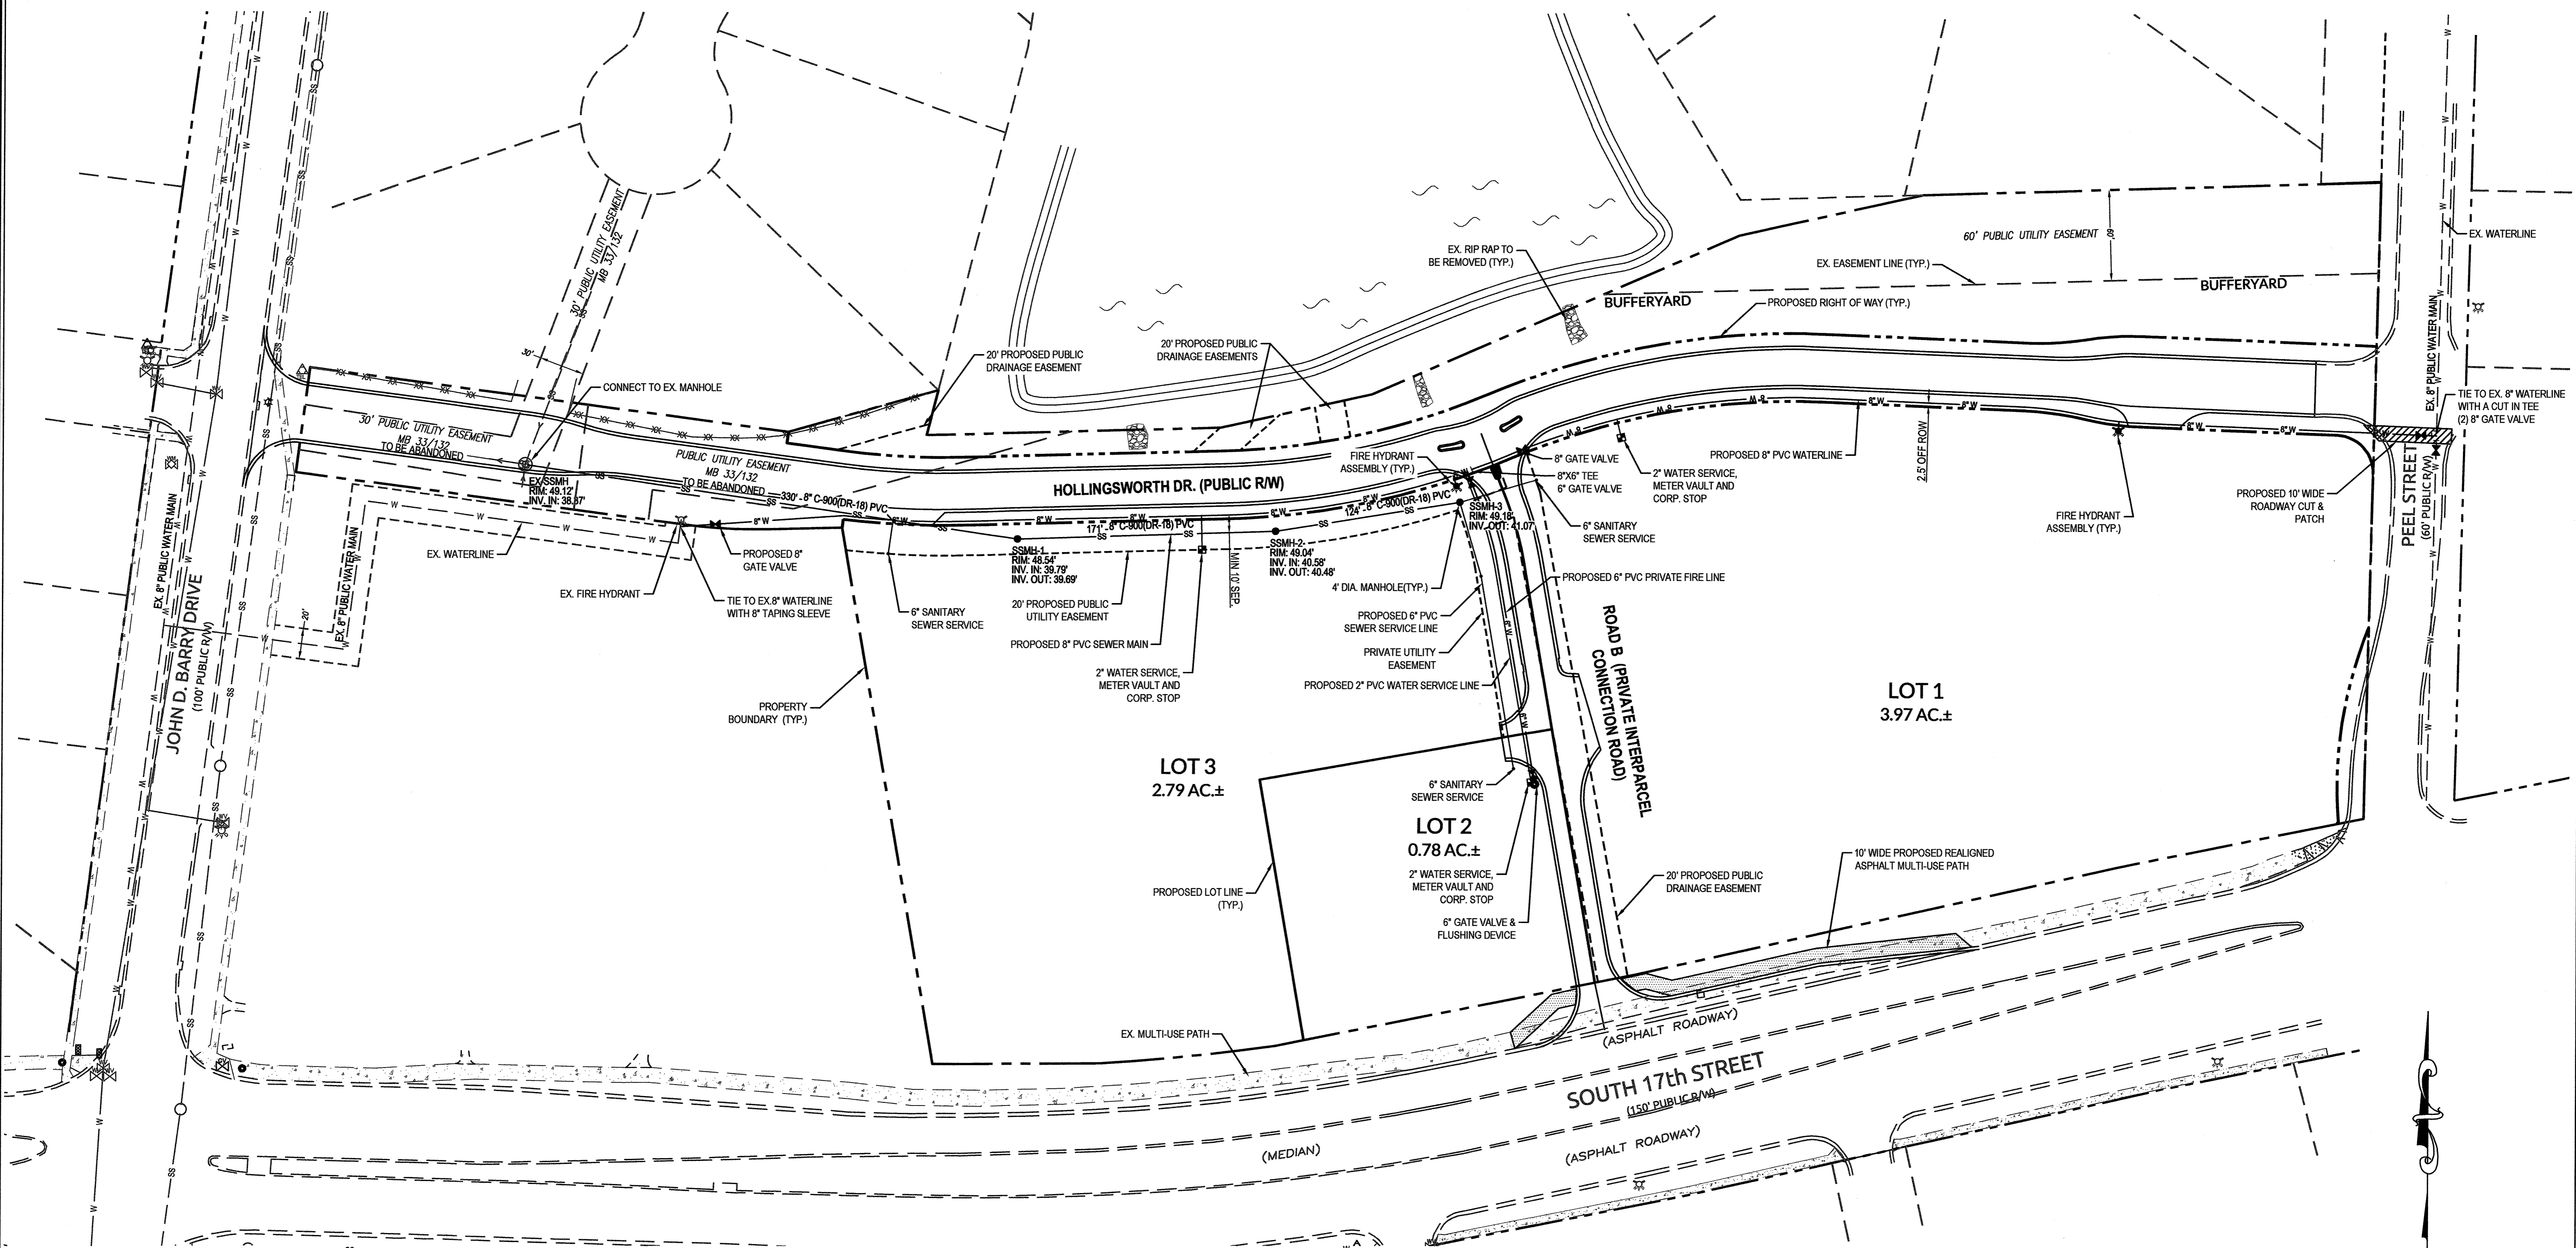 30' PUBLIC UTILITY EASEMENT
MB 33/132
30'
CONNECT TO EX. MANHOLE
30' PUBLIC UTILITY EASEMENT
MB 33/132
TO BE ABANDONED
PUBLIC UTILITY EASEMENT
MB 33/132
TO BE ABANDONED
EX SSMH
RIM: 49.12'
INV. IN: 38.87'
20' PROPOSED PUBLIC
DRAINAGE EASEMENT
20' PROPOSED PUBLIC
DRAINAGE EASEMENTS
EX. RIP RAP TO
BE REMOVED (TYP.)
BUFFERYARD
60' PUBLIC UTILITY EASEMENT
60'
EX. EASEMENT LINE (TYP.)
BUFFERYARD
PROPOSED RIGHT OF WAY (TYP.)
EX. WATERLINE
EX. 8" PUBLIC WATER MAIN
TIE TO EX. 8" WATERLINE
WITH A CUT IN TEE
(2) 8" GATE VALVE
PROPOSED 10' WIDE
ROADWAY CUT &
PATCH
PEEL STREET
(60' PUBLIC R/W)
HOLLINGSWORTH DR. (PUBLIC R/W)
330' - 8" C-900(DR-18) PVC
171' - 8" C-900(DR-18) PVC
124' - 8" C-900(DR-18) PVC
8" W
8" W
8" W
8" W
8" W
8" W
8" W
8" W
8" W
8" W
8" W
8" W
FIRE HYDRANT
ASSEMBLY (TYP.)
8" GATE VALVE
8"X6" TEE
6" GATE VALVE
2" WATER SERVICE,
METER VAULT AND
CORP. STOP
PROPOSED 8" PVC WATERLINE
2.5' OFF ROW
FIRE HYDRANT
ASSEMBLY (TYP.)
6" SANITARY
SEWER SERVICE
SSMH-3
RIM: 49.18'
INV. OUT: 41.07
SSMH-2
RIM: 49.04'
INV. IN: 40.58'
INV. OUT: 40.48'
SSMH-1
RIM: 48.54'
INV. IN: 39.79'
INV. OUT: 39.69'
MIN 10' SEP.
4' DIA. MANHOLE(TYP.)
PROPOSED 6" PVC PRIVATE FIRE LINE
PROPOSED 6" PVC
SEWER SERVICE LINE
PRIVATE UTILITY
EASEMENT
PROPOSED 2" PVC WATER SERVICE LINE
6" W
6" W
20' PROPOSED PUBLIC
UTILITY EASEMENT
PROPOSED 8" PVC SEWER MAIN
2" WATER SERVICE,
METER VAULT AND
CORP. STOP
6" SANITARY
SEWER SERVICE
PROPOSED 8"
GATE VALVE
TIE TO EX.8" WATERLINE
WITH 8" TAPING SLEEVE
EX. FIRE HYDRANT
EX. WATERLINE
EX. 8" PUBLIC WATER MAIN
20'
EX. 8" PUBLIC WATER MAIN
JOHN D. BARRY DRIVE
(100' PUBLIC R/W)
PROPERTY
BOUNDARY (TYP.)
ROAD B (PRIVATE INTERPARCEL
CONNECTION ROAD)
LOT 1
3.97 AC.±
LOT 3
2.79 AC.±
6" SANITARY
SEWER SERVICE
LOT 2
0.78 AC.±
2" WATER SERVICE,
METER VAULT AND
CORP. STOP
6" GATE VALVE &
FLUSHING DEVICE
PROPOSED LOT LINE
(TYP.)
10' WIDE PROPOSED REALIGNED
ASPHALT MULTI-USE PATH
20' PROPOSED PUBLIC
DRAINAGE EASEMENT
EX. MULTI-USE PATH
(ASPHALT ROADWAY)
SOUTH 17th STREET
(150' PUBLIC R/W)
(MEDIAN)
(ASPHALT ROADWAY)